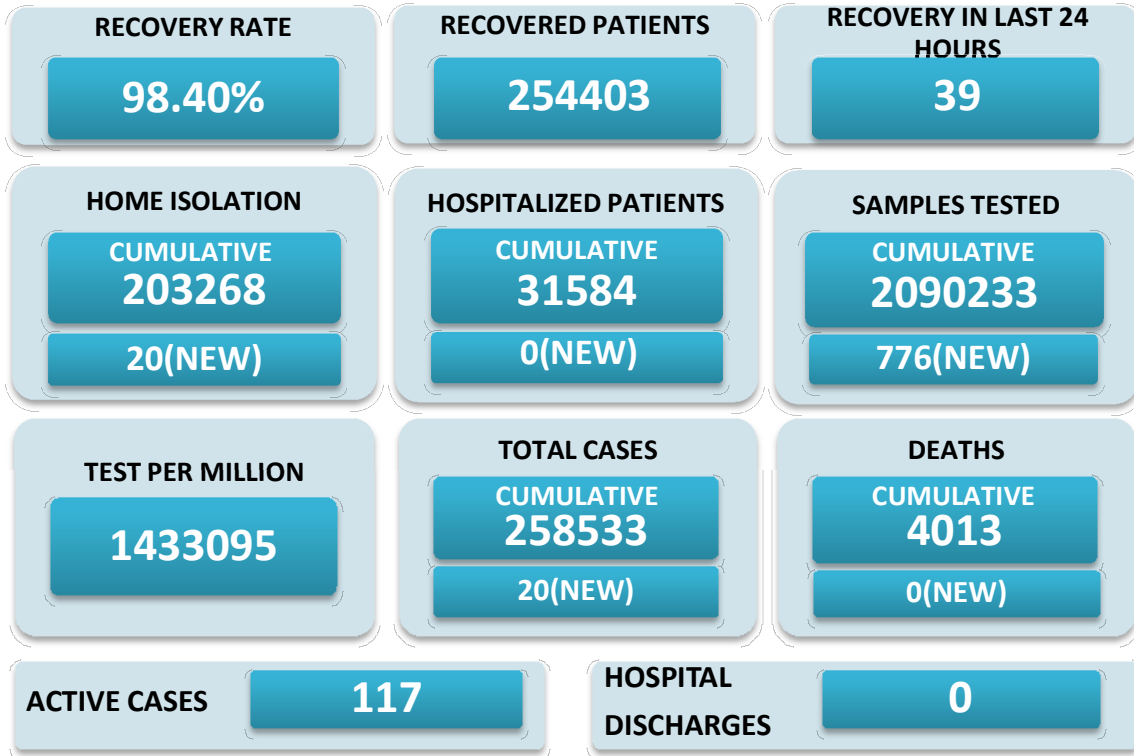 RECOVERY RATE
98.40%
RECOVERED PATIENTS
254403
RECOVERY IN LAST 24
HOURS
39
HOME ISOLATION
CUMULATIVE
203268
20(NEW)
HOSPITALIZED PATIENTS
CUMULATIVE
31584
0(NEW)
SAMPLES TESTED
CUMULATIVE
2090233
776(NEW)
TEST PER MILLION
1433095
TOTAL CASES
CUMULATIVE
258533
20(NEW)
DEATHS
CUMULATIVE
4013
0(NEW)
ACTIVE CASES
117
HOSPITAL
DISCHARGES
0